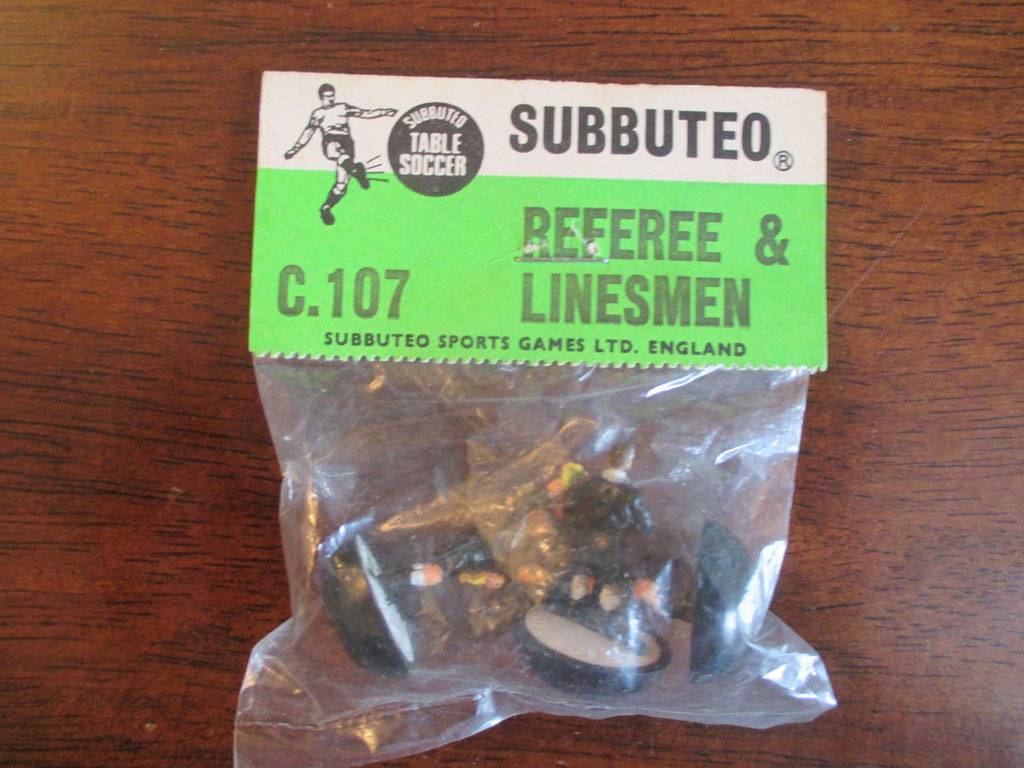 SUBBUTEO
TABLE
SOCCER
SUBBUTEO®
REFEREE &
LINESMEN
C.107
SUBBUTEO SPORTS GAMES LTD. ENGLAND